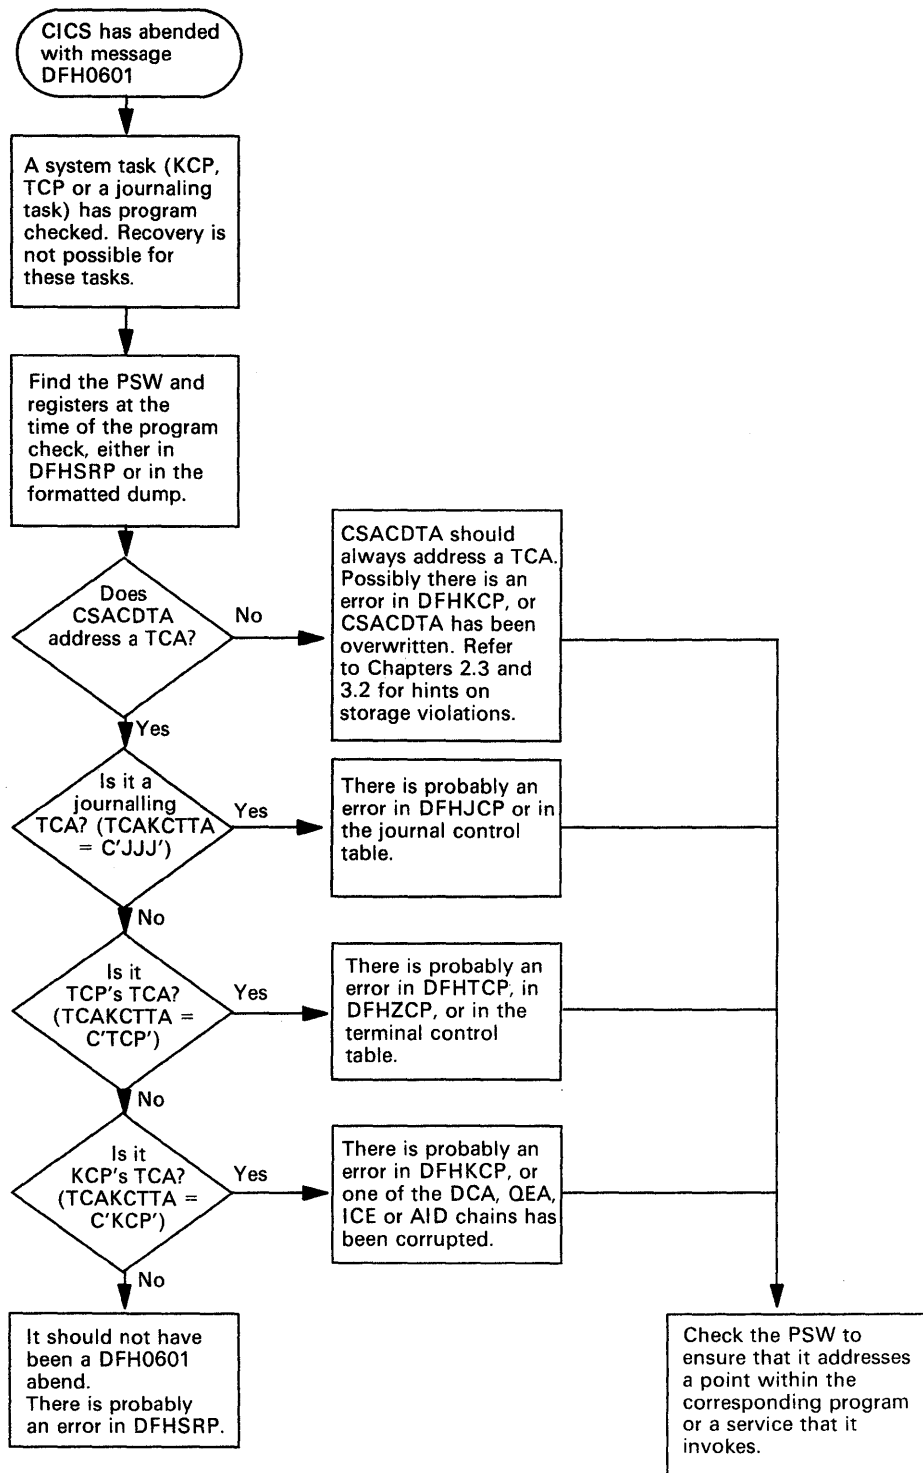 CICS has abended
with message
DFH0601
A system task (KCP,
TCP or a journaling
task) has program
checked. Recovery is
not possible for
these tasks.
Find the PSW and
registers at the
time of the program
check, either in
DFHSRP or in the
formatted dump.
Does
CSACDTA
address a TCA?
No
CSACDTA should
always address a TCA.
Possibly there is an
error in DFHKCP, or
CSACDTA has been
overwritten. Refer
to Chapters 2.3 and
3.2 for hints on
storage violations.
Yes
Is it a
journalling
TCA? (TCAKCTTA
= C'JJJ')
Yes
There is probably an
error in DFHJCP or in
the journal control
table.
No
Is it
TCP's TCA?
(TCAKCTTA =
C'TCP')
Yes
There is probably an
error in DFHTCP, in
DFHZCP, or in the
terminal control
table.
No
Is it
KCP's TCA?
(TCAKCTTA =
C'KCP')
Yes
There is probably an
error in DFHKCP, or
one of the DCA, QEA,
ICE or AID chains has
been corrupted.
No
It should not have
been a DFH0601
abend.
There is probably
an error in DFHSRP.
Check the PSW to
ensure that it addresses
a point within the
corresponding program
or a service that it
invokes.